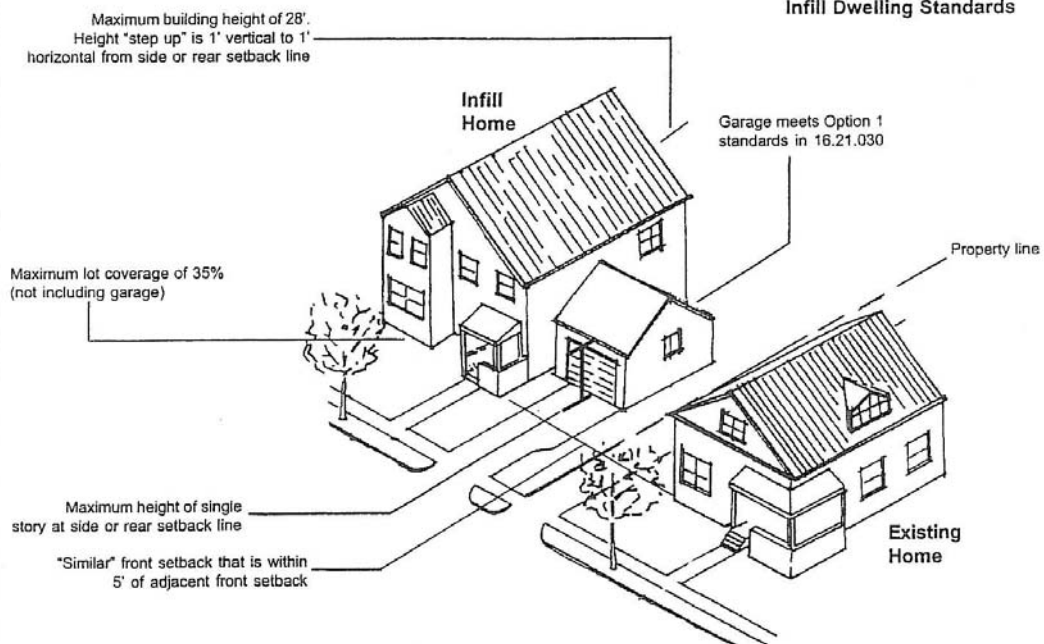 Infill Dwelling Standards
Maximum building height of 28'.
Height "step up" is 1' vertical to 1'
horizontal from side or rear setback line
Infill
Home
Garage meets Option 1
standards in 16.21.030
Property line
Maximum lot coverage of 35%
(not including garage)
Maximum height of single
story at side or rear setback line
"Similar" front setback that is within
5' of adjacent front setback
Existing
Home